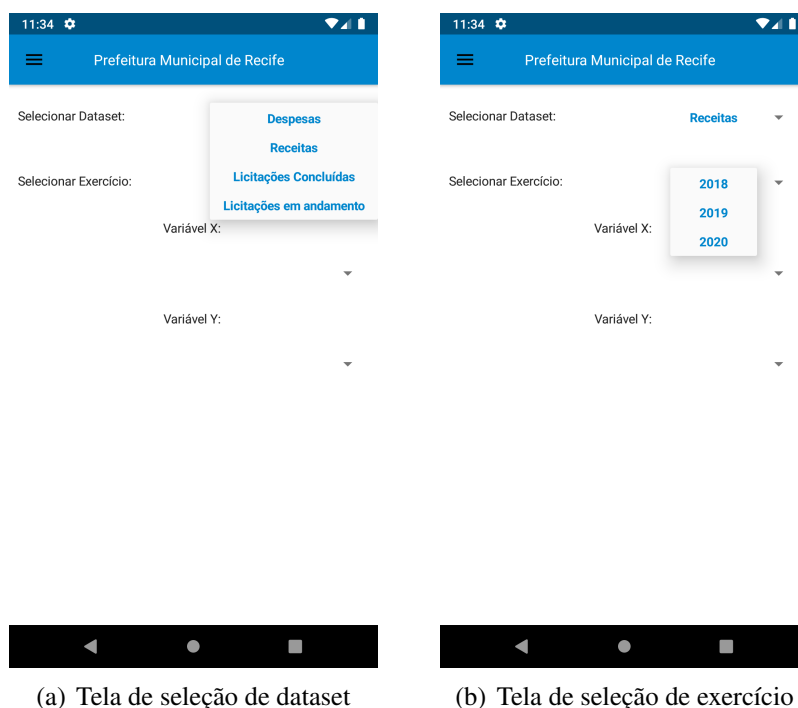 11:34
Prefeitura Municipal de Recife
Selecionar Dataset:
Despesas
Receitas
Licitações Concluídas
Licitações em andamento
Selecionar Exercício:
Variável X:
Variável Y:
(a) Tela de seleção de dataset
11:34
Prefeitura Municipal de Recife
Selecionar Dataset:
Receitas
Selecionar Exercício:
2018
2019
2020
Variável X:
Variável Y:
(b) Tela de seleção de exercício